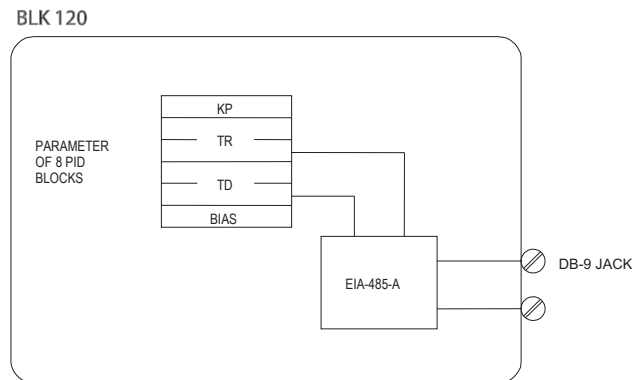 BLK 120
KP
PARAMETER
OF 8 PID
BLOCKS
TR
TD
BIAS
EIA-485-A
DB-9 JACK